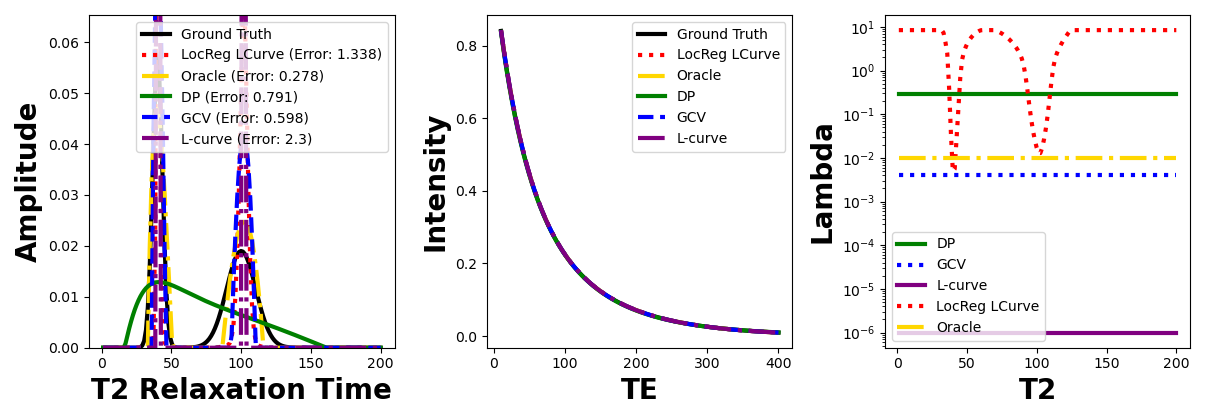 Amplitude
0.06
0.05
0.04
0.03
0.02
0.01
0.00
0
50
100
150
200
T2 Relaxation Time
Ground Truth
LocReg LCurve (Error: 1.338)
Oracle (Error: 0.278)
DP (Error: 0.791)
GCV (Error: 0.598)
L-curve (Error: 2.3)
Intensity
0.8
0.6
0.4
0.2
0.0
0
100
200
300
400
TE
Ground Truth
LocReg LCurve
Oracle
DP
GCV
L-curve
Lambda
10¹
10⁰
10⁻¹
10⁻²
10⁻³
10⁻⁴
10⁻⁵
10⁻⁶
0
50
100
150
200
T2
DP
GCV
L-curve
LocReg LCurve
Oracle